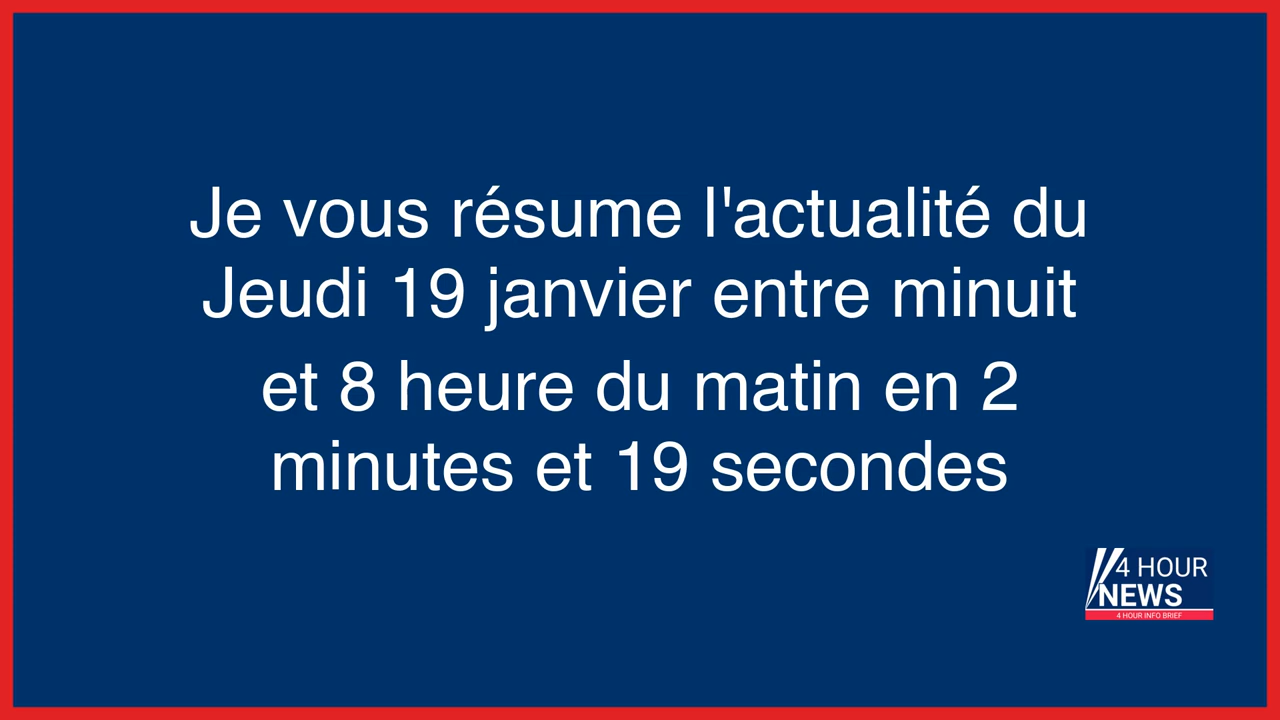 Je vous résume l'actualité du
Jeudi 19 janvier entre minuit
et 8 heure du matin en 2
minutes et 19 secondes
4 HOUR
NEWS
4 HOUR INFO BRIEF